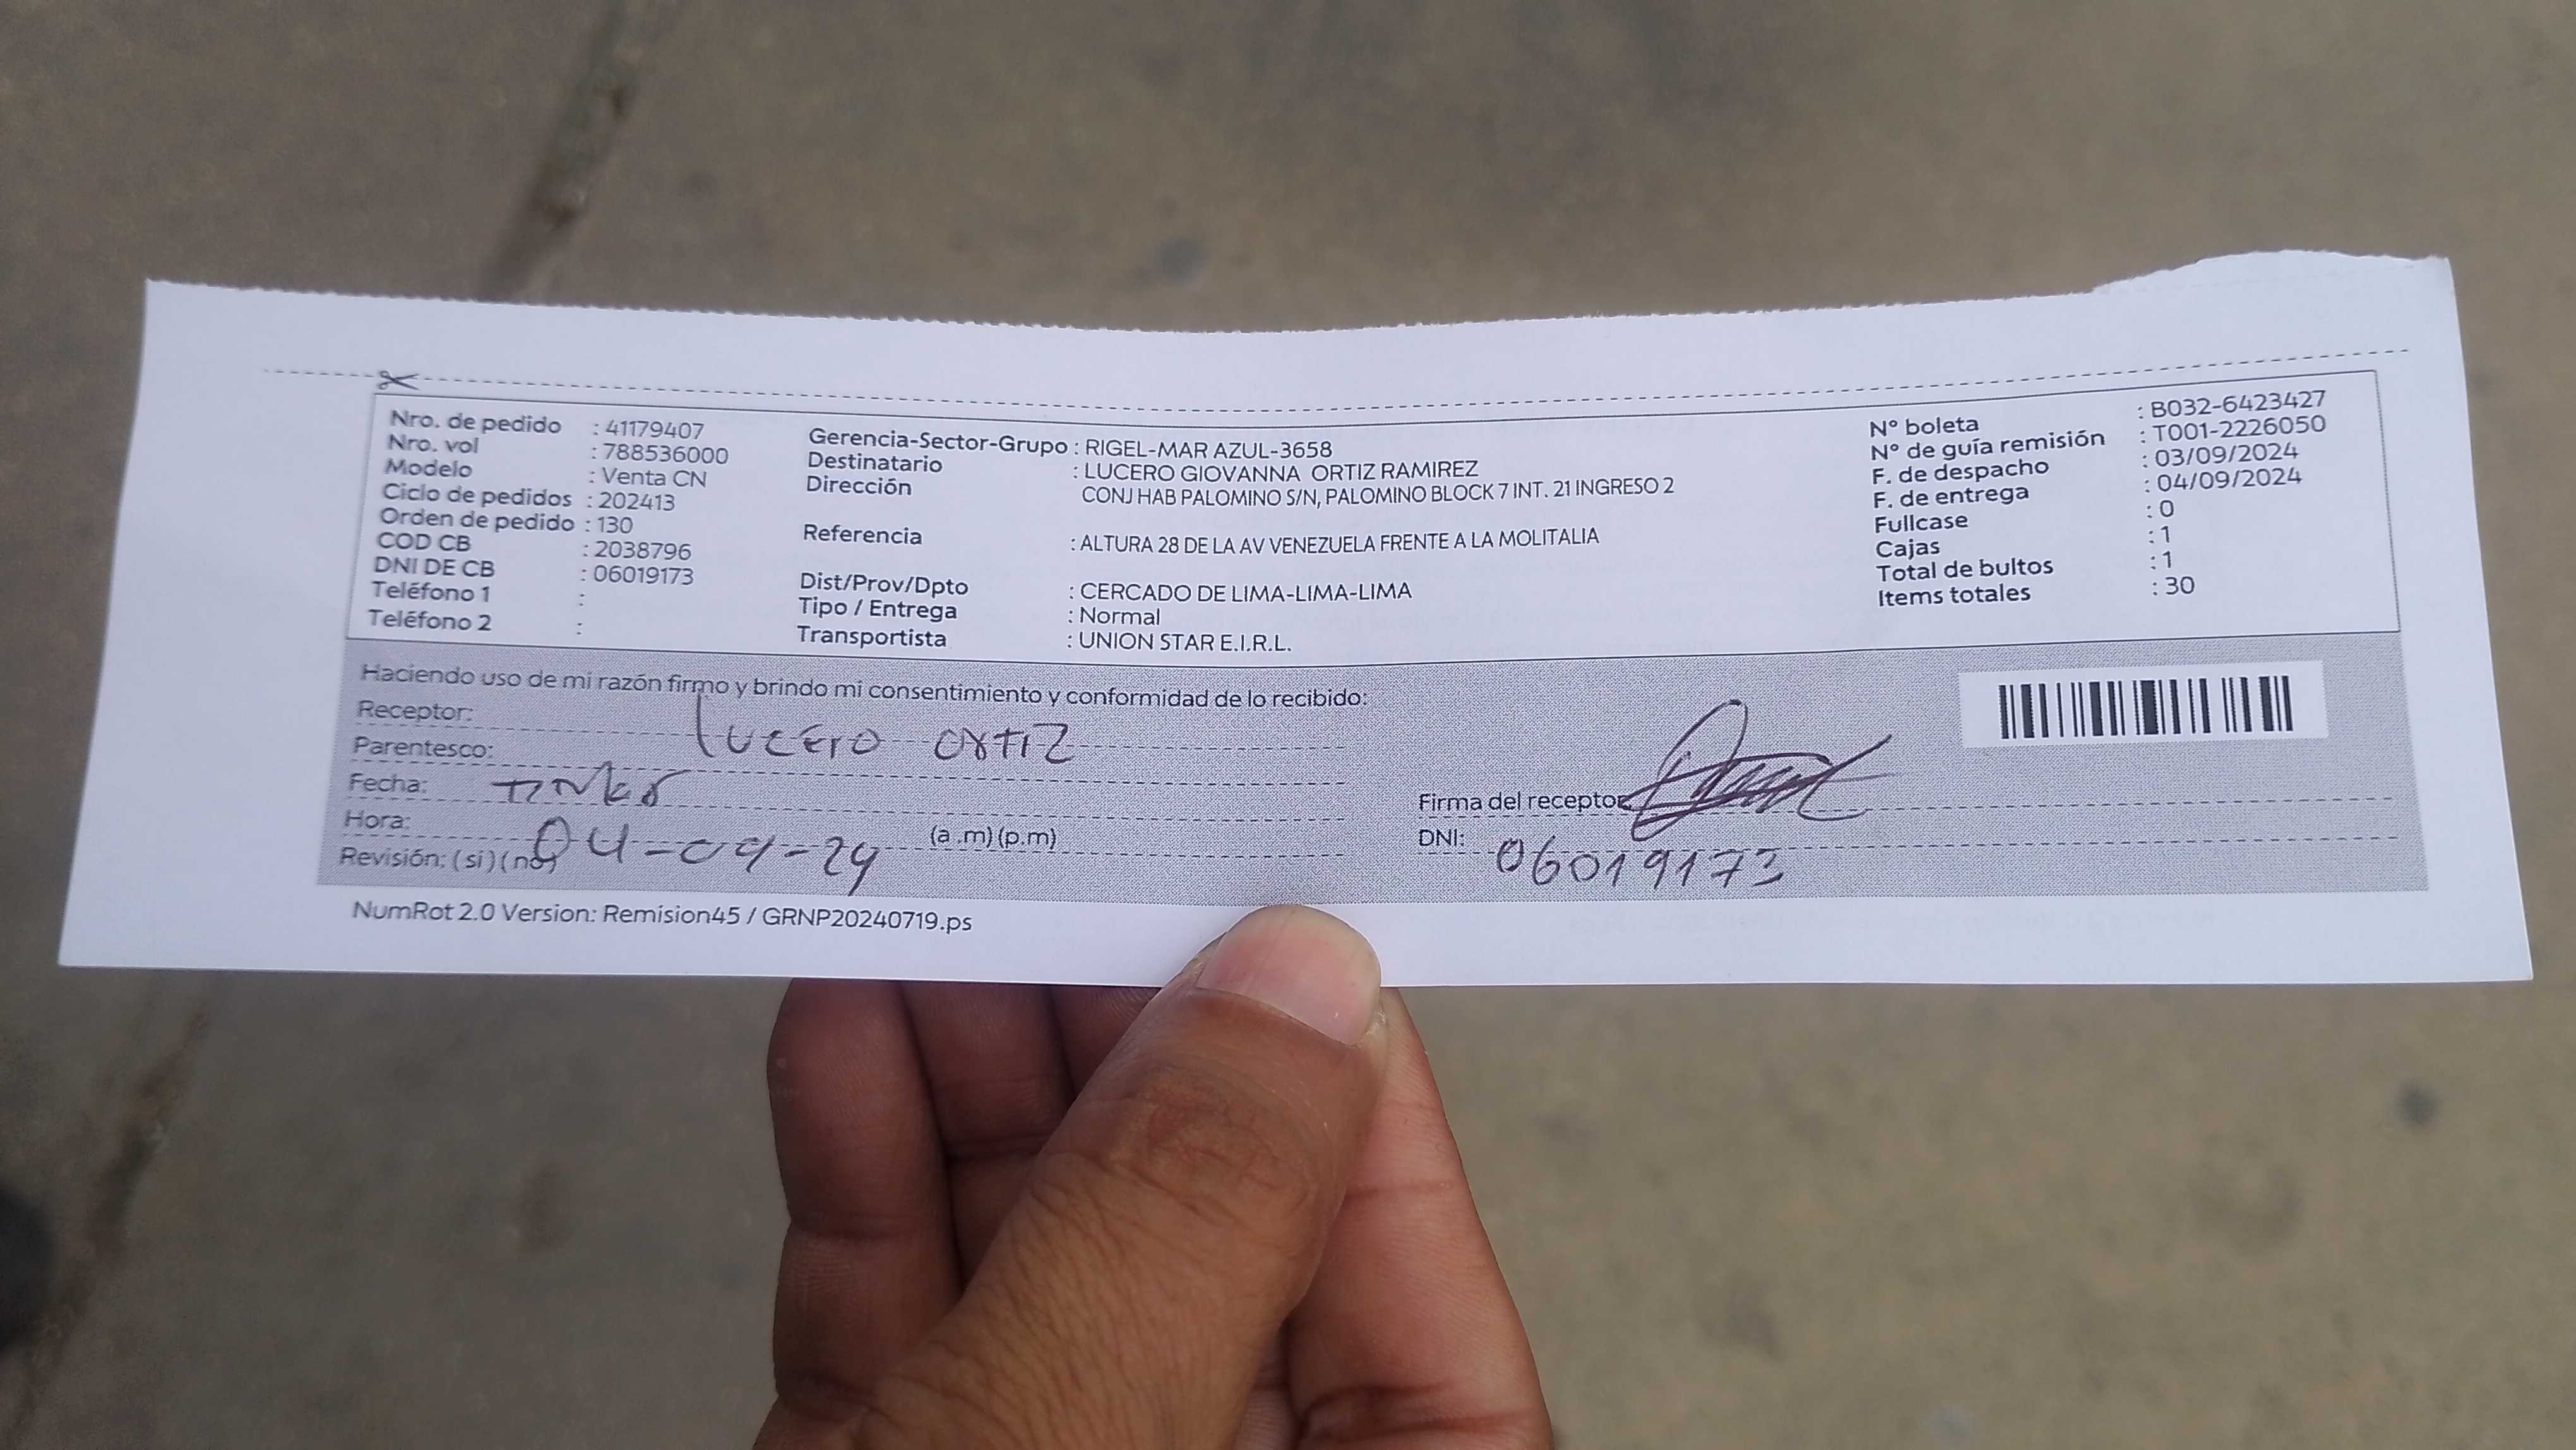 Nro. de pedido : 41179407
Nro. vol : 788536000
Modelo : Venta CN
Ciclo de pedidos : 202413
Orden de pedido : 130
COD CB : 2038796
DNI DE CB : 06019173
Teléfono 1 :
Teléfono 2 :
Gerencia-Sector-Grupo : RIGEL-MAR AZUL-3658
Destinatario : LUCERO GIOVANNA ORTIZ RAMIREZ
Dirección CONJ HAB PALOMINO S/N, PALOMINO BLOCK 7 INT. 21 INGRESO 2
Referencia : ALTURA 28 DE LA AV VENEZUELA FRENTE A LA MOLITALIA
Dist/Prov/Dpto : CERCADO DE LIMA-LIMA-LIMA
Tipo / Entrega : Normal
Transportista : UNION STAR E.I.R.L.
N° boleta : B032-6423427
N° de guía remisión : T001-2226050
F. de despacho : 03/09/2024
F. de entrega : 04/09/2024
Fullcase : 0
Cajas : 1
Total de bultos : 1
Items totales : 30
Haciendo uso de mi razón firmo y brindo mi consentimiento y conformidad de lo recibido:
Receptor: Lucero Ortiz
Parentesco:
Fecha:
Hora: 04-09-24 (a .m) (p.m)
Revisión: (si) (no)
Firma del receptor
DNI: 06019173
NumRot 2.0 Version: Remision45 / GRNP20240719.ps